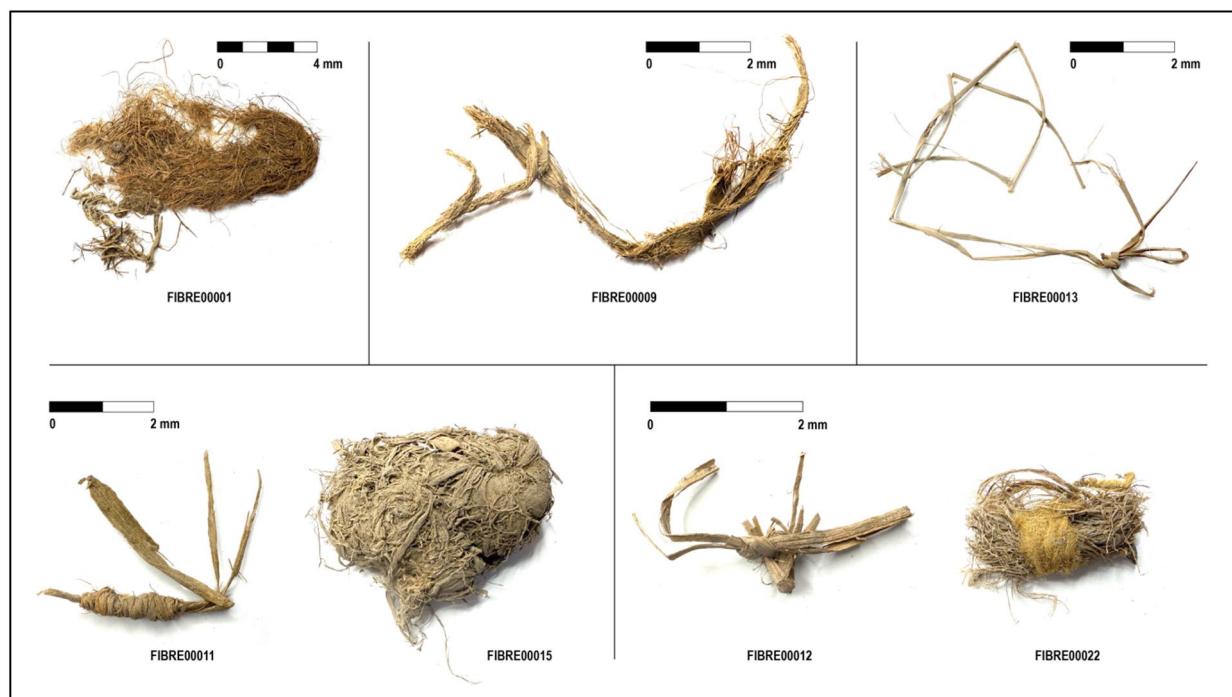 0 4 mm
0 2 mm
0 2 mm
FIBRE00001
FIBRE00009
FIBRE00013
0 2 mm
0 2 mm
FIBRE00011
FIBRE00015
FIBRE00012
FIBRE00022